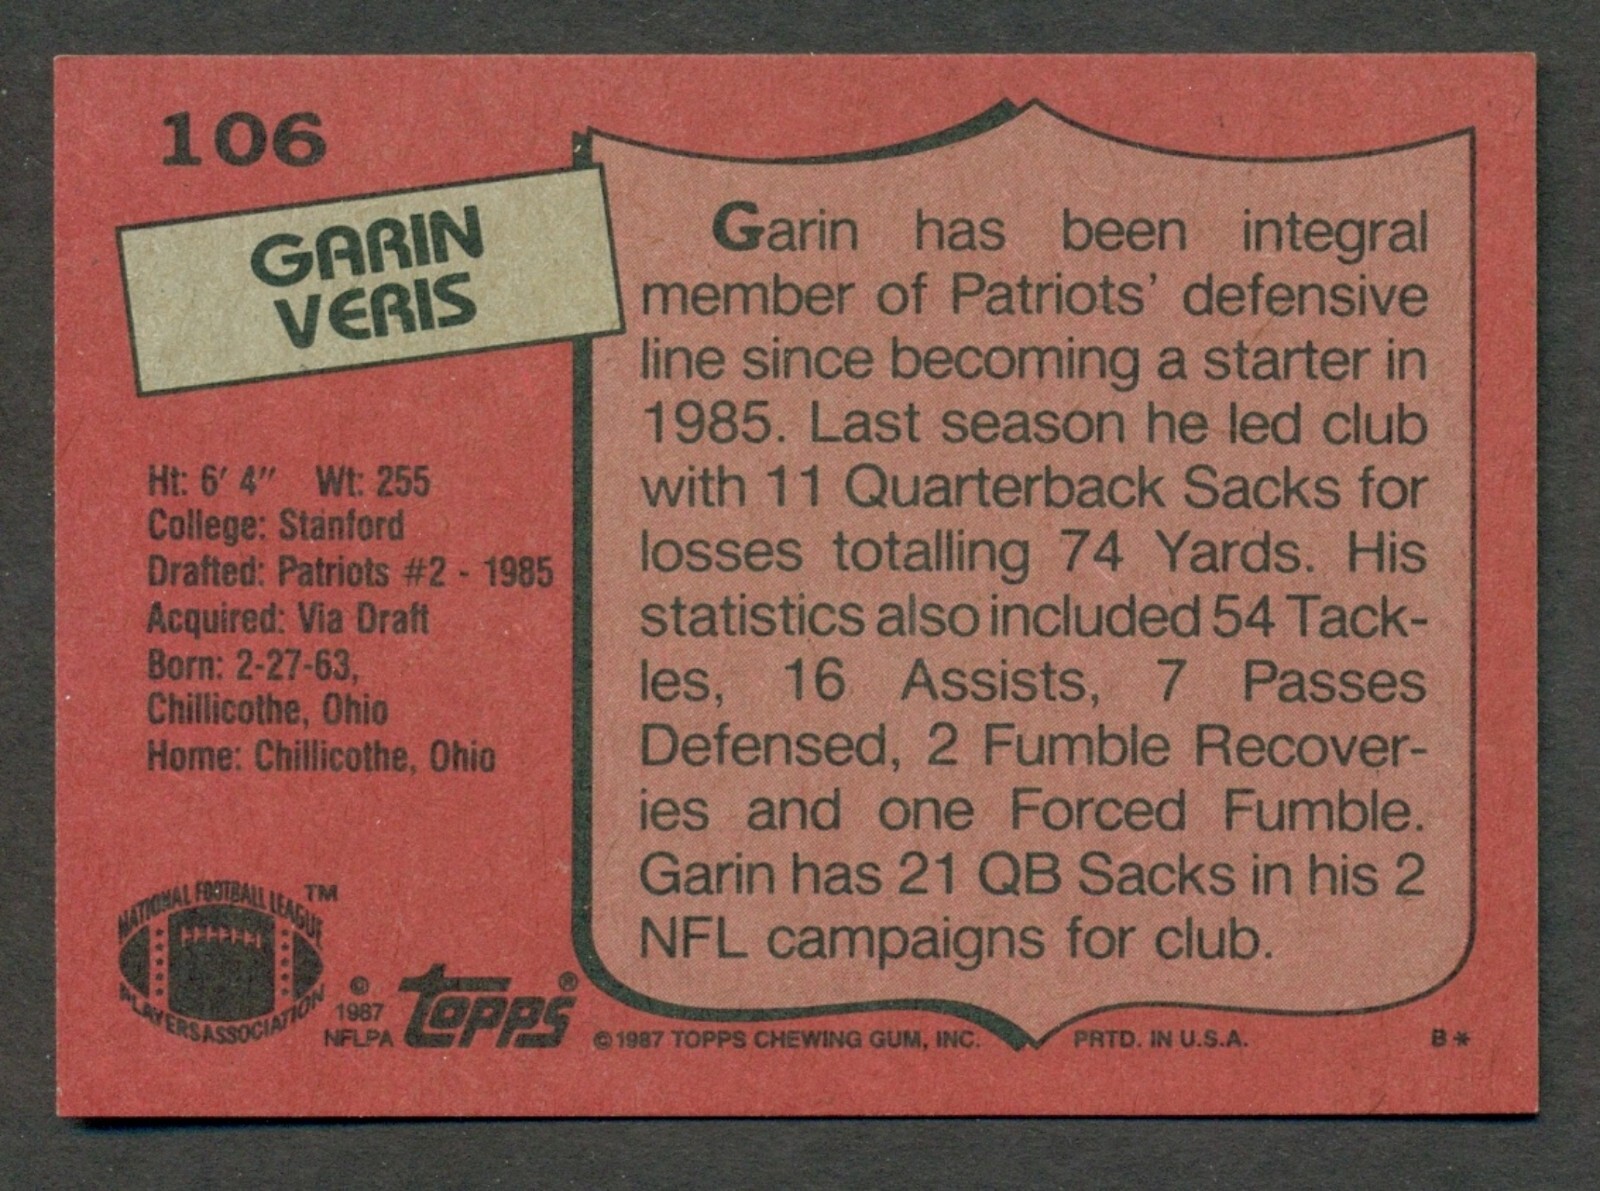 106
GARIN
VERIS
Ht: 6' 4" Wt: 255
College: Stanford
Drafted: Patriots #2 - 1985
Acquired: Via Draft
Born: 2-27-63,
Chillicothe, Ohio
Home: Chillicothe, Ohio
Garin has been integral
member of Patriots' defensive
line since becoming a starter in
1985. Last season he led club
with 11 Quarterback Sacks for
losses totalling 74 Yards. His
statistics also included 54 Tack-
les, 16 Assists, 7 Passes
Defensed, 2 Fumble Recover-
ies and one Forced Fumble.
Garin has 21 QB Sacks in his 2
NFL campaigns for club.
NATIONAL FOOTBALL LEAGUE ™
PLAYERS ASSOCIATION
©
1987
NFLPA
TOPPS®
©1987 TOPPS CHEWING GUM, INC. PRTD. IN U.S.A. B*